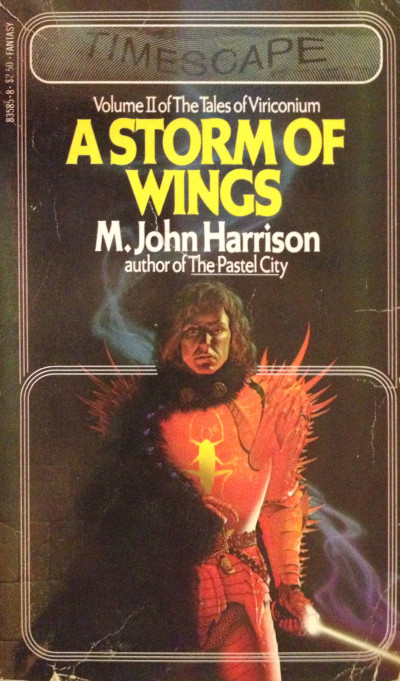 TIMESCAPE
83585-8 • $2.50 • FANTASY
Volume II of The Tales of Viriconium
A STORM OF
WINGS
M. John Harrison
author of The Pastel City